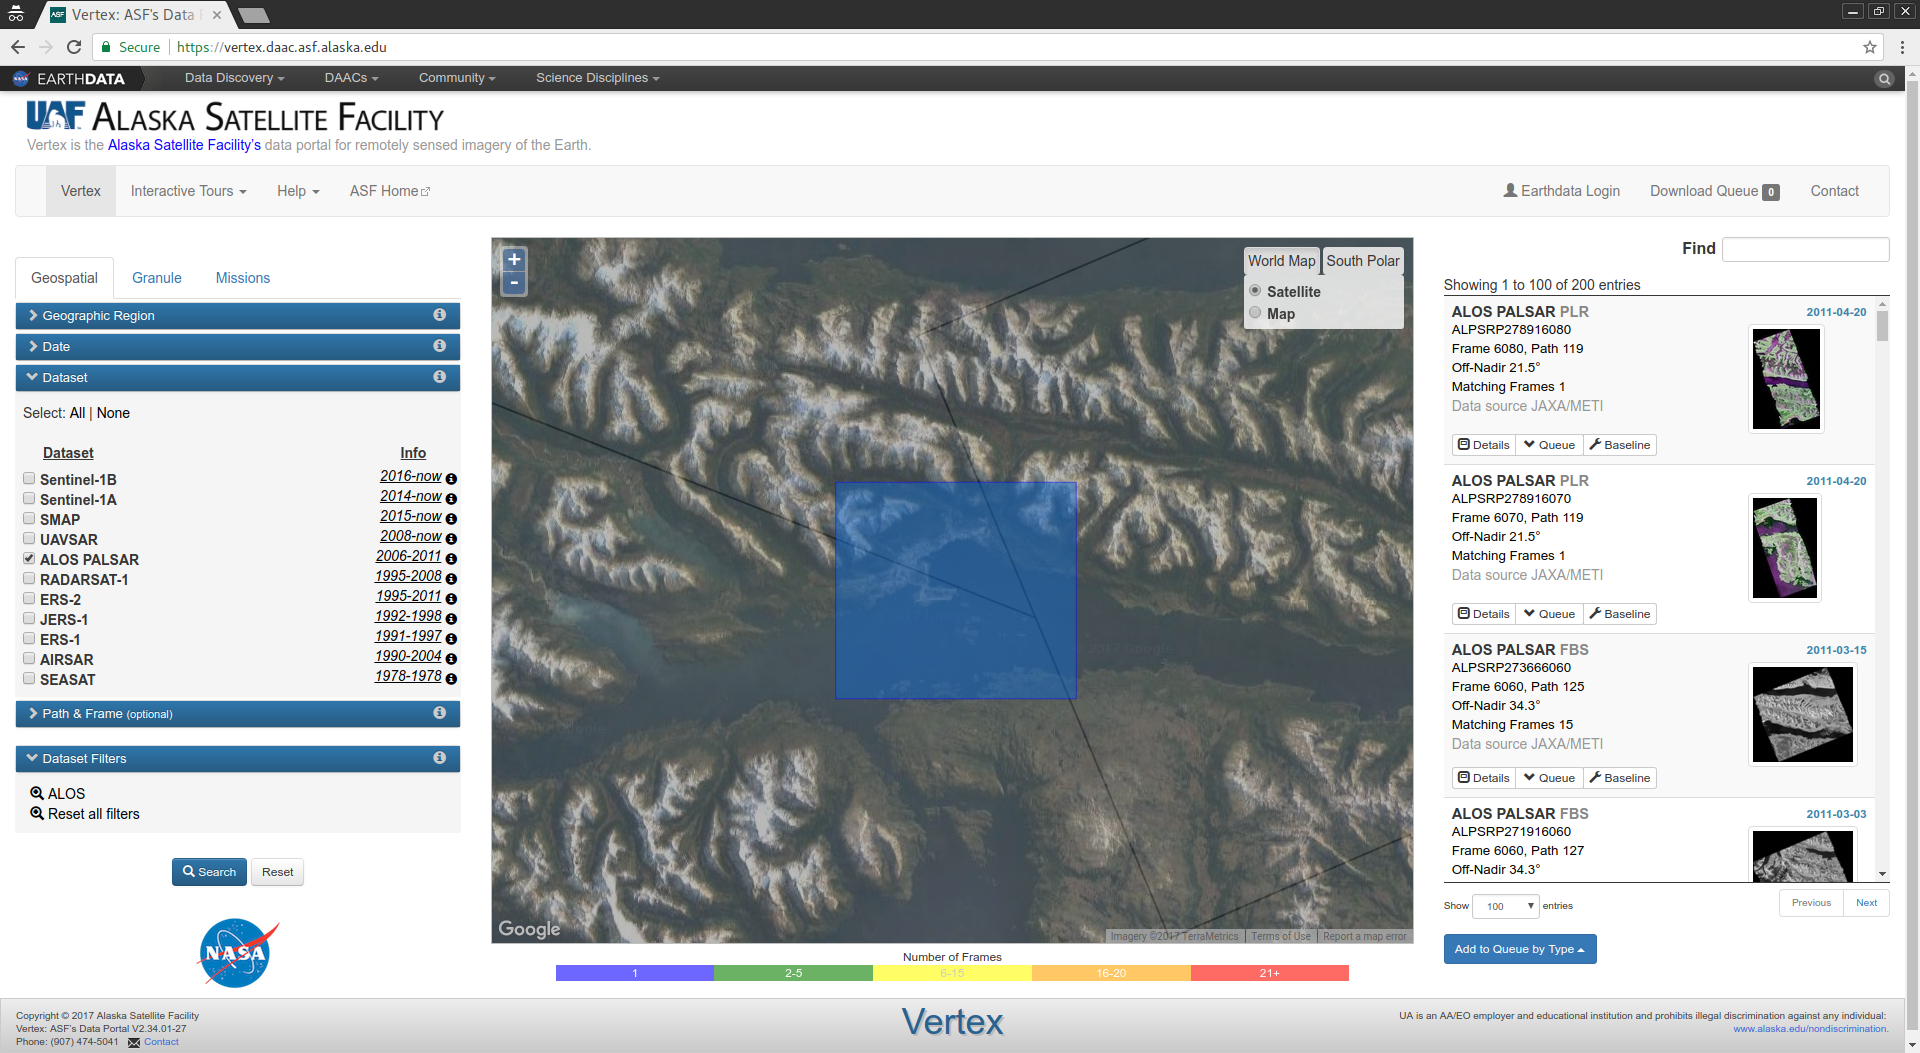 Vertex: ASF's Data
Secure | https://vertex.daac.asf.alaska.edu
EARTHDATA
Data Discovery
DAACs
Community
Science Disciplines
UAF ALASKA SATELLITE FACILITY
Vertex is the Alaska Satellite Facility's data portal for remotely sensed imagery of the Earth.
Vertex
Interactive Tours
Help
ASF Home
Earthdata Login
Download Queue 0
Contact
Geospatial
Granule
Missions
Geographic Region
Date
Dataset
Select: All | None
Dataset Info
Sentinel-1B 2016-now
Sentinel-1A 2014-now
SMAP 2015-now
UAVSAR 2008-now
ALOS PALSAR 2006-2011
RADARSAT-1 1995-2008
ERS-2 1995-2011
JERS-1 1992-1998
ERS-1 1991-1997
AIRSAR 1990-2004
SEASAT 1978-1978
Path & Frame (optional)
Dataset Filters
ALOS
Reset all filters
Search
Reset
NASA
+
-
World Map
South Polar
Satellite
Map
2017 Google
Google
Imagery ©2017 TerraMetrics
Terms of Use
Report a map error
Number of Frames
1
2-5
6-15
16-20
21+
Find
Showing 1 to 100 of 200 entries
ALOS PALSAR PLR 2011-04-20
ALPSRP278916080
Frame 6080, Path 119
Off-Nadir 21.5°
Matching Frames 1
Data source JAXA/METI
Details Queue Baseline
ALOS PALSAR PLR 2011-04-20
ALPSRP278916070
Frame 6070, Path 119
Off-Nadir 21.5°
Matching Frames 1
Data source JAXA/METI
Details Queue Baseline
ALOS PALSAR FBS 2011-03-15
ALPSRP273666060
Frame 6060, Path 125
Off-Nadir 34.3°
Matching Frames 15
Data source JAXA/METI
Details Queue Baseline
ALOS PALSAR FBS 2011-03-03
ALPSRP271916060
Frame 6060, Path 127
Off-Nadir 34.3°
Show 100 entries
Previous Next
Add to Queue by Type
Copyright © 2017 Alaska Satellite Facility
Vertex: ASF's Data Portal V2.34.01-27
Phone: (907) 474-5041 Contact
Vertex
UA is an AA/EO employer and educational institution and prohibits illegal discrimination against any individual:
www.alaska.edu/nondiscrimination.